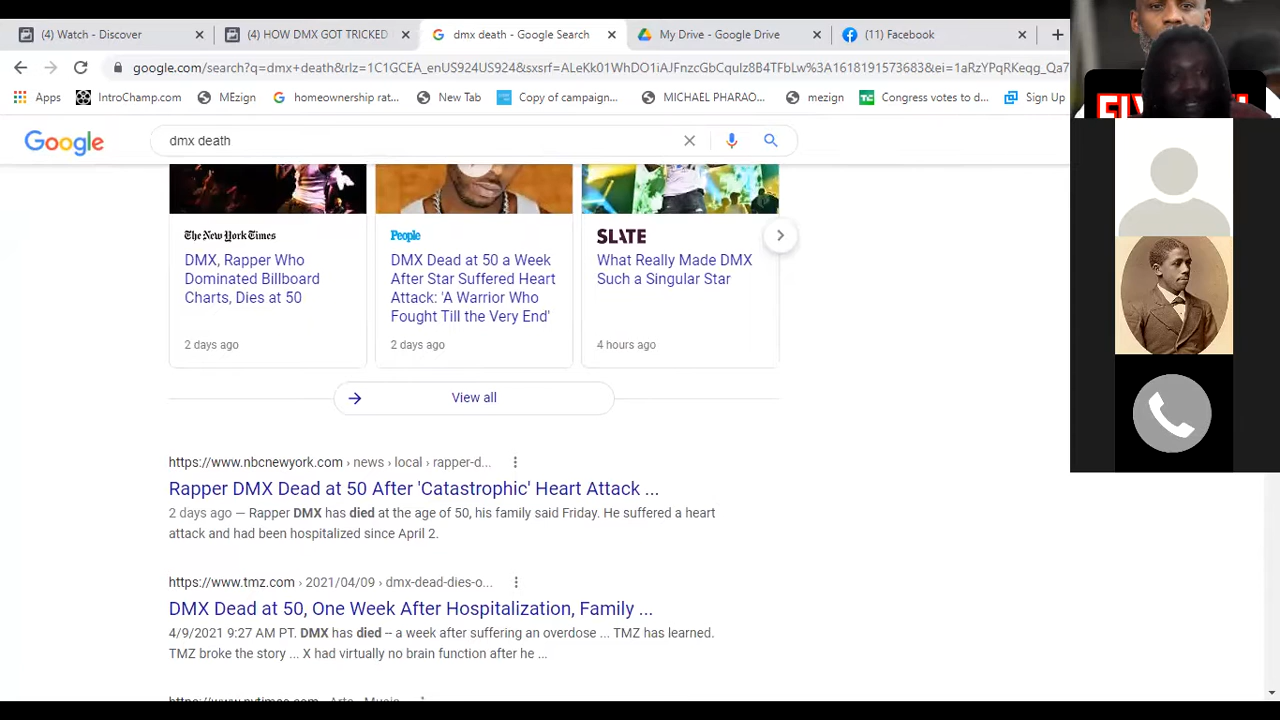 (4) Watch - Discover
(4) HOW DMX GOT TRICKED
dmx death - Google Search
My Drive - Google Drive
(11) Facebook
google.com/search?q=dmx+death&rlz=1C1GCEA_enUS924US924&sxsrf=ALeKk01WhDO1iAJFnzcGbCquIz8B4TFbLw%3A1618191573683&ei=1aRzYPqRKeqg_Qa7
Apps
IntroChamp.com
MEzign
homeownership rat...
New Tab
Copy of campaign...
MICHAEL PHARAO...
mezign
Congress votes to d...
Sign Up
Google
dmx death
The New York Times
DMX, Rapper Who
Dominated Billboard
Charts, Dies at 50
2 days ago
People
DMX Dead at 50 a Week
After Star Suffered Heart
Attack: 'A Warrior Who
Fought Till the Very End'
2 days ago
SLATE
What Really Made DMX
Such a Singular Star
4 hours ago
View all
https://www.nbcnewyork.com › news › local › rapper-d...
Rapper DMX Dead at 50 After 'Catastrophic' Heart Attack ...
2 days ago — Rapper DMX has died at the age of 50, his family said Friday. He suffered a heart
attack and had been hospitalized since April 2.
https://www.tmz.com › 2021/04/09 › dmx-dead-dies-o...
DMX Dead at 50, One Week After Hospitalization, Family ...
4/9/2021 9:27 AM PT. DMX has died -- a week after suffering an overdose ... TMZ has learned.
TMZ broke the story ... X had virtually no brain function after he ...
https://www.nytimes.com › Arts › Music